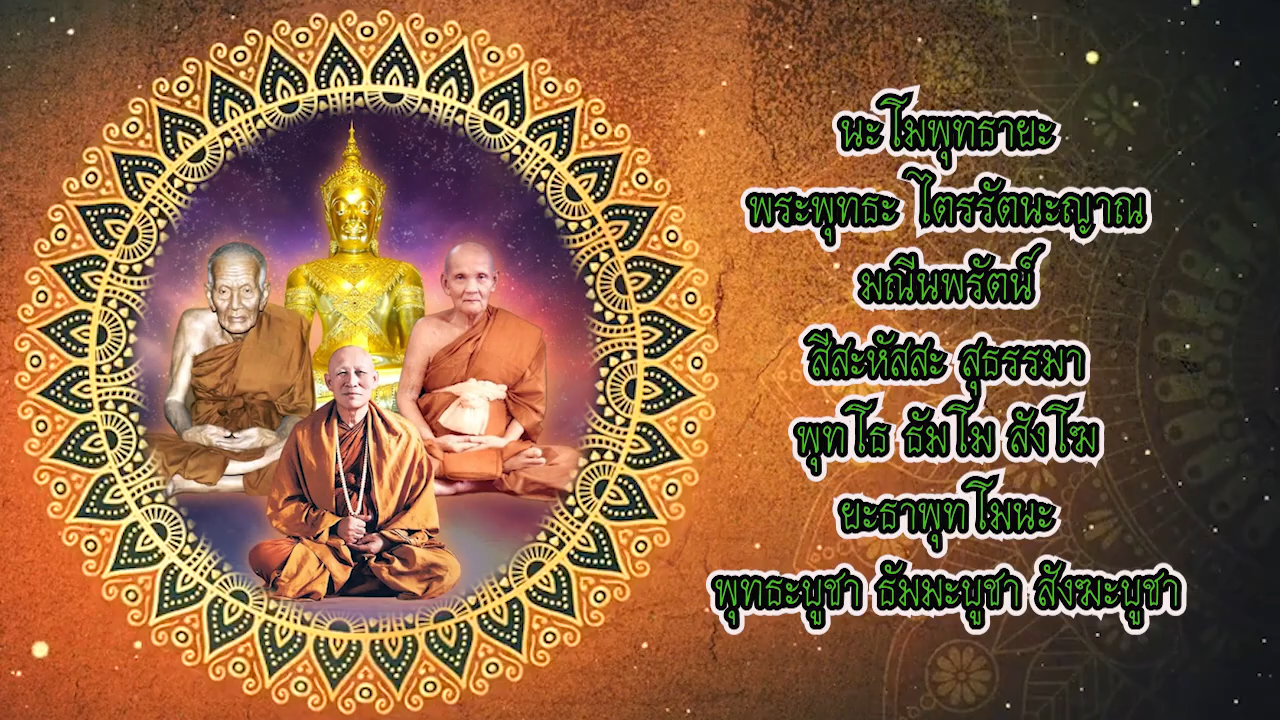 นะโมพุทธายะ
พระพุทธะ ไตรรัตนะญาณ
มณีนพรัตน์
สีสะหัสสะ สุธรรมา
พุทโธ ธัมโม สังโฆ
ยะธาพุทโมนะ
พุทธะบูชา ธัมมะบูชา สังฆะบูชา